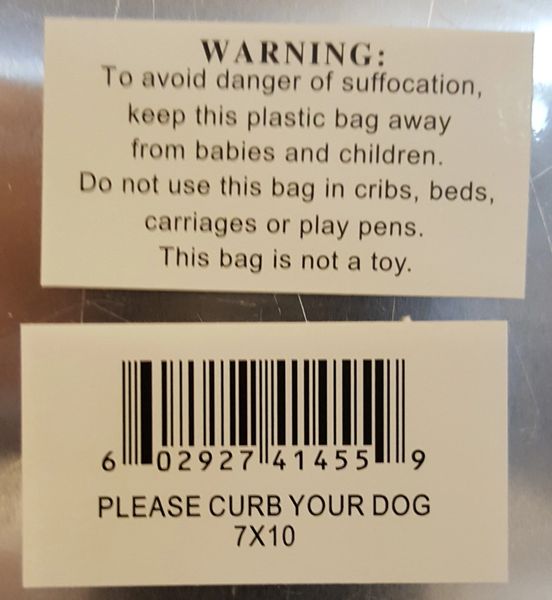 WARNING:
To avoid danger of suffocation,
keep this plastic bag away
from babies and children.
Do not use this bag in cribs, beds,
carriages or play pens.
This bag is not a toy.
6 02927 41455 9
PLEASE CURB YOUR DOG
7X10